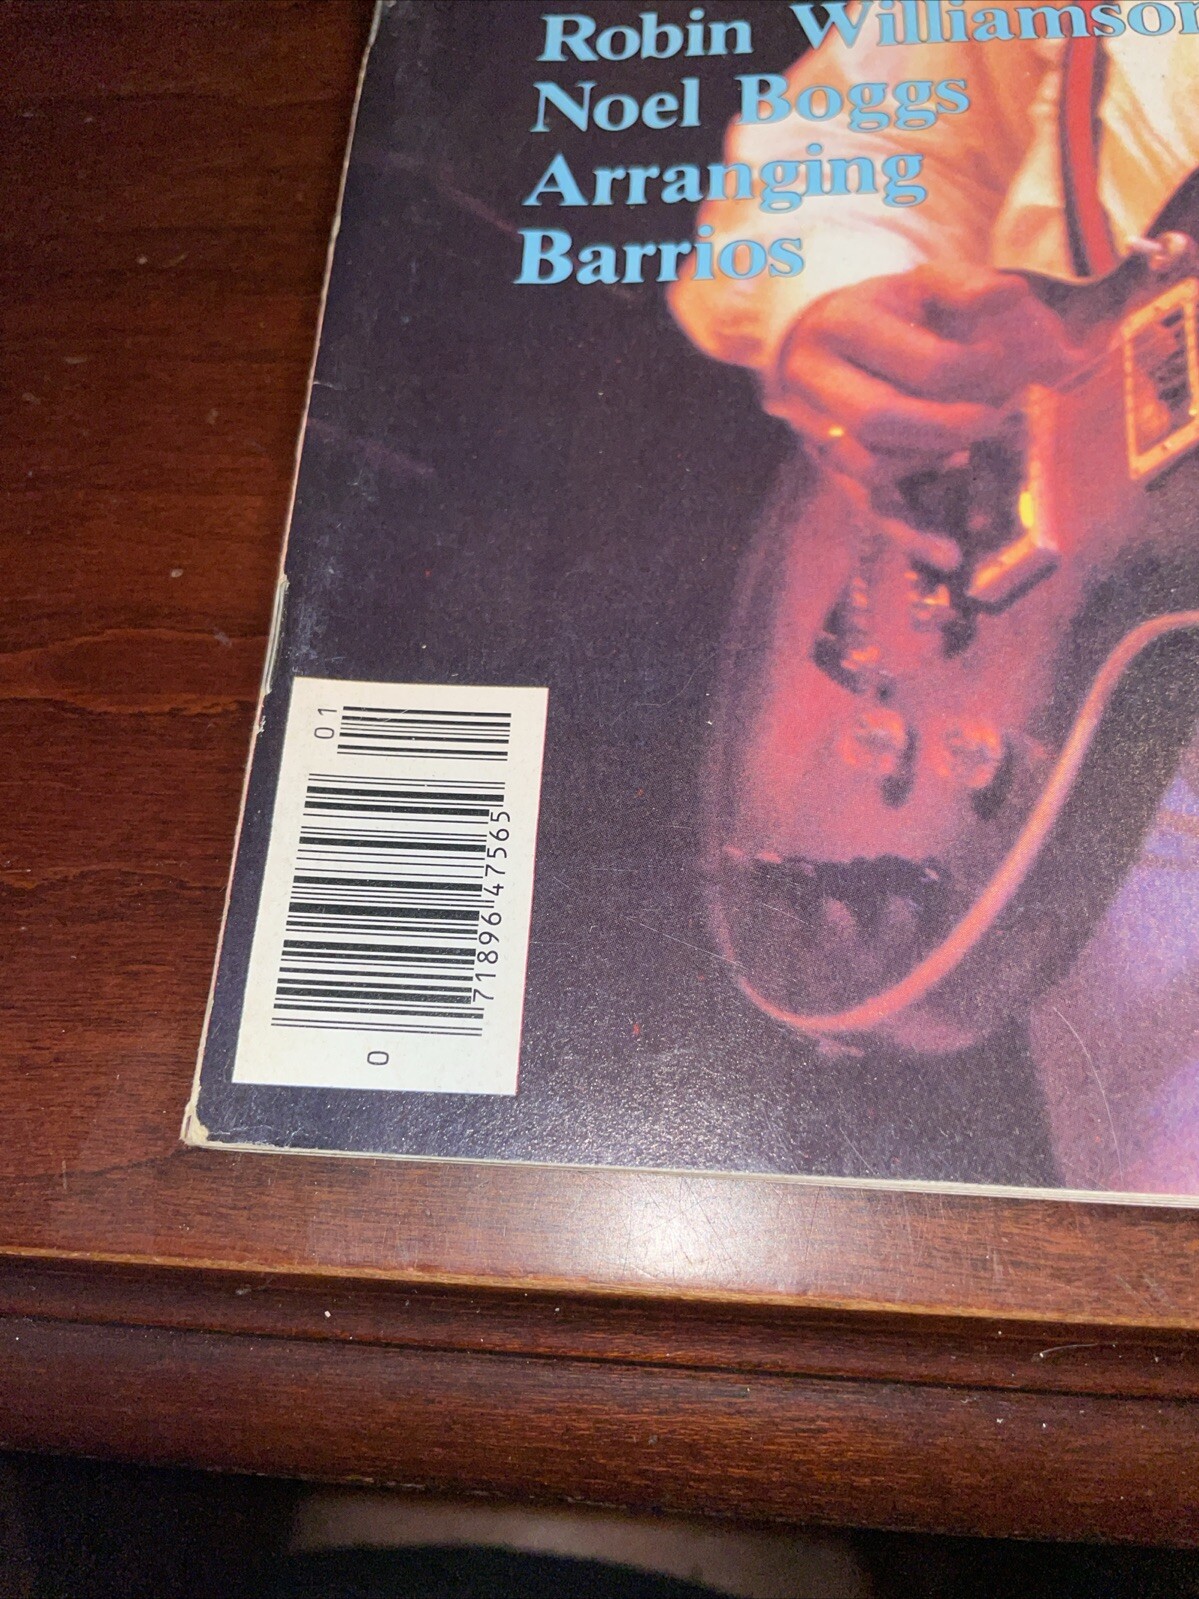 Robin Williamson
Noel Boggs
Arranging
Barrios
01
0 71896 47565